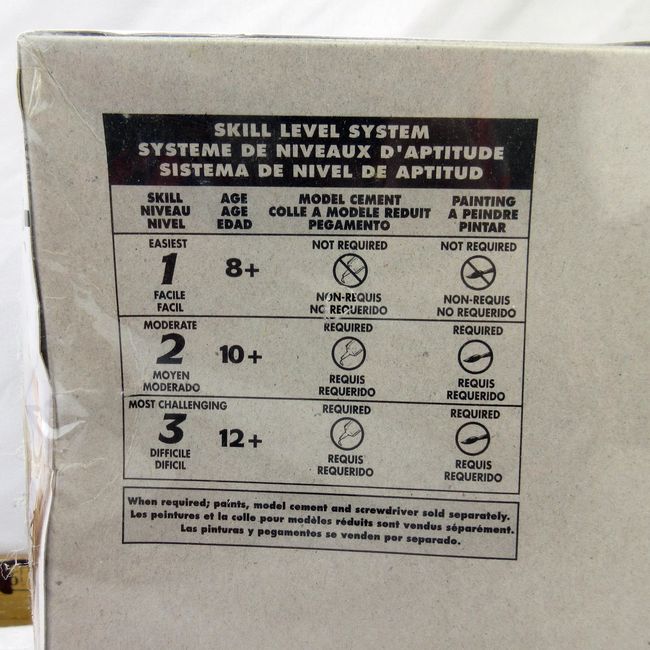 SKILL LEVEL SYSTEM
SYSTEME DE NIVEAUX D'APTITUDE
SISTEMA DE NIVEL DE APTITUD
SKILL AGE MODEL CEMENT PAINTING
NIVEAU AGE COLLE A MODÈLE REDUIT A PEINDRE
NIVEL EDAD PEGAMENTO PINTAR
EASIEST NOT REQUIRED NOT REQUIRED
1 8+
FACILE NON-REQUIS NON-REQUIS
FACIL NO REQUERIDO NO REQUERIDO
MODERATE REQUIRED REQUIRED
2 10+
MOYEN REQUIS REQUIS
MODERADO REQUERIDO REQUERIDO
MOST CHALLENGING REQUIRED REQUIRED
3 12+
DIFFICILE REQUIS REQUIS
DIFICIL REQUERIDO REQUERIDO
When required; paints, model cement and screwdriver sold separately.
Les peintures et la colle pour modèles réduits sont vendus séparément.
Las pinturas y pegamentos se venden por separado.